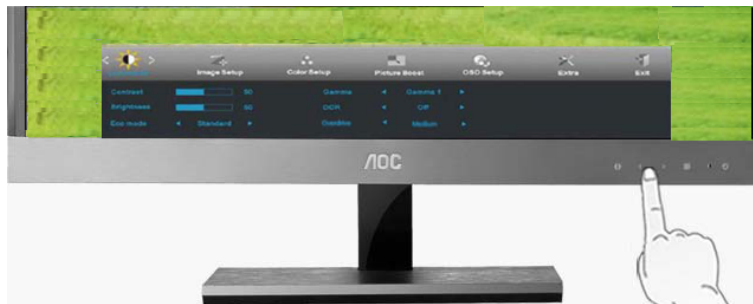 Image Setup Color Setup Picture Boost OSD Setup Extra Exit
Contrast 50 Gamma Gamma 1
Brightness 50 DCR Off
Eco mode Standard Overdrive Medium
AOC